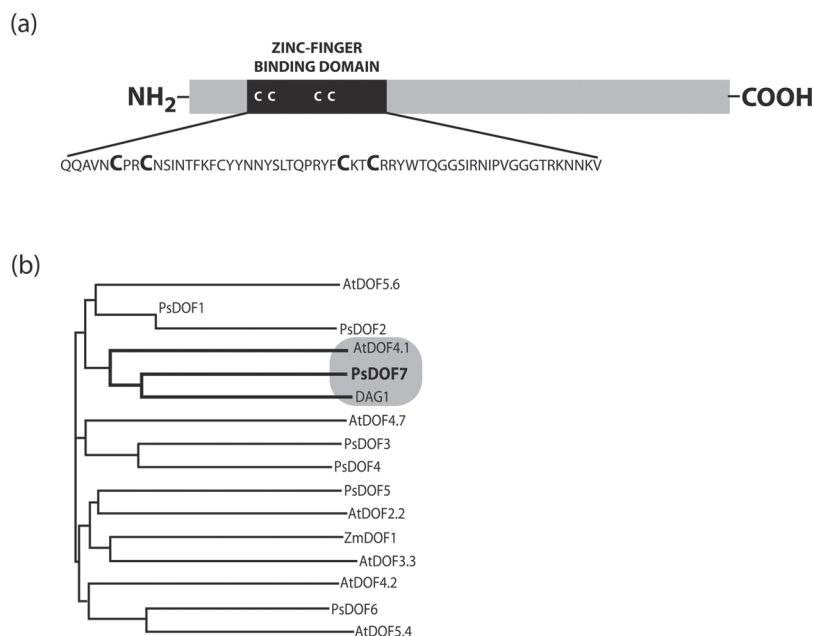 (a)
ZINC-FINGER
BINDING DOMAIN
NH2 C C C C COOH
QQAVNCPRCNSINTFKFCYYNNYSLTQPRYFCKTCRRYWTQGGSIRNIPVGGGTRKNNKV
(b)
AtDOF5.6
PsDOF1
PsDOF2
AtDOF4.1
PsDOF7
DAG1
AtDOF4.7
PsDOF3
PsDOF4
PsDOF5
AtDOF2.2
ZmDOF1
AtDOF3.3
AtDOF4.2
PsDOF6
AtDOF5.4